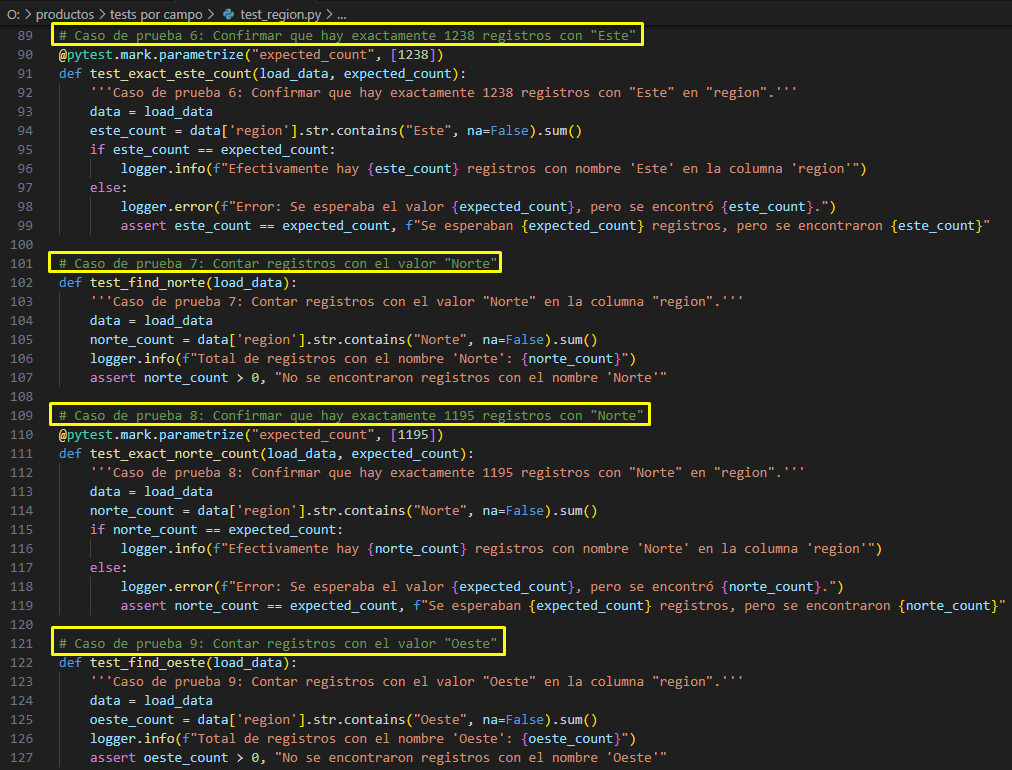 O: > productos > tests por campo > test_region.py > ...
89 # Caso de prueba 6: Confirmar que hay exactamente 1238 registros con "Este"
90 @pytest.mark.parametrize("expected_count", [1238])
91 def test_exact_este_count(load_data, expected_count):
92     '''Caso de prueba 6: Confirmar que hay exactamente 1238 registros con "Este" en "region".'''
93     data = load_data
94     este_count = data['region'].str.contains("Este", na=False).sum()
95     if este_count == expected_count:
96         logger.info(f"Efectivamente hay {este_count} registros con nombre 'Este' en la columna 'region'")
97     else:
98         logger.error(f"Error: Se esperaba el valor {expected_count}, pero se encontró {este_count}.")
99         assert este_count == expected_count, f"Se esperaban {expected_count} registros, pero se encontraron {este_count}"
100
101 # Caso de prueba 7: Contar registros con el valor "Norte"
102 def test_find_norte(load_data):
103     '''Caso de prueba 7: Contar registros con el valor "Norte" en la columna "region".'''
104     data = load_data
105     norte_count = data['region'].str.contains("Norte", na=False).sum()
106     logger.info(f"Total de registros con el nombre 'Norte': {norte_count}")
107     assert norte_count > 0, "No se encontraron registros con el nombre 'Norte'"
108
109 # Caso de prueba 8: Confirmar que hay exactamente 1195 registros con "Norte"
110 @pytest.mark.parametrize("expected_count", [1195])
111 def test_exact_norte_count(load_data, expected_count):
112     '''Caso de prueba 8: Confirmar que hay exactamente 1195 registros con "Norte" en "region".'''
113     data = load_data
114     norte_count = data['region'].str.contains("Norte", na=False).sum()
115     if norte_count == expected_count:
116         logger.info(f"Efectivamente hay {norte_count} registros con nombre 'Norte' en la columna 'region'")
117     else:
118         logger.error(f"Error: Se esperaba el valor {expected_count}, pero se encontró {norte_count}.")
119         assert norte_count == expected_count, f"Se esperaban {expected_count} registros, pero se encontraron {norte_count}"
120
121 # Caso de prueba 9: Contar registros con el valor "Oeste"
122 def test_find_oeste(load_data):
123     '''Caso de prueba 9: Contar registros con el valor "Oeste" en la columna "region".'''
124     data = load_data
125     oeste_count = data['region'].str.contains("Oeste", na=False).sum()
126     logger.info(f"Total de registros con el nombre 'Oeste': {oeste_count}")
127     assert oeste_count > 0, "No se encontraron registros con el nombre 'Oeste'"